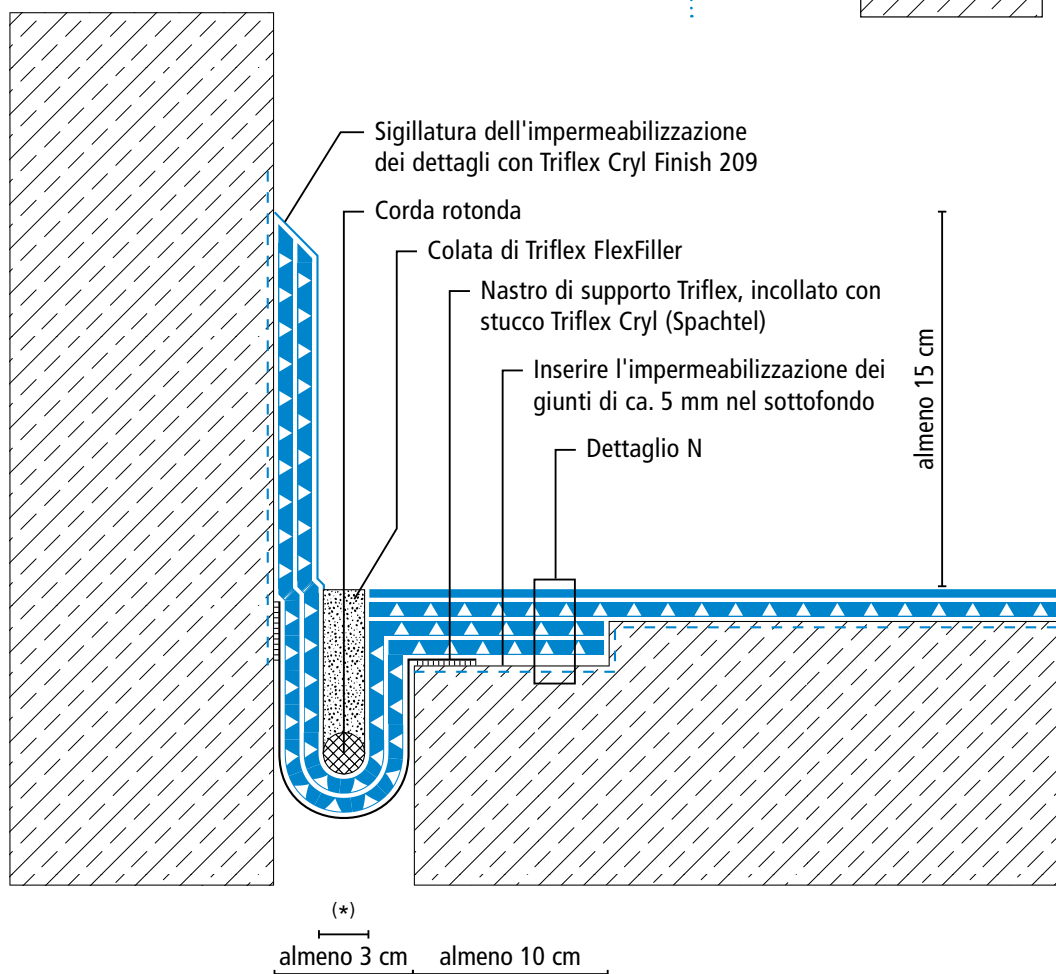 Sigillatura dell'impermeabilizzazione
dei dettagli con Triflex Cryl Finish 209
Corda rotonda
Colata di Triflex FlexFiller
Nastro di supporto Triflex, incollato con
stucco Triflex Cryl (Spachtel)
Inserire l'impermeabilizzazione dei
giunti di ca. 5 mm nel sottofondo
Dettaglio N
almeno 15 cm
(*)
almeno 3 cm
almeno 10 cm